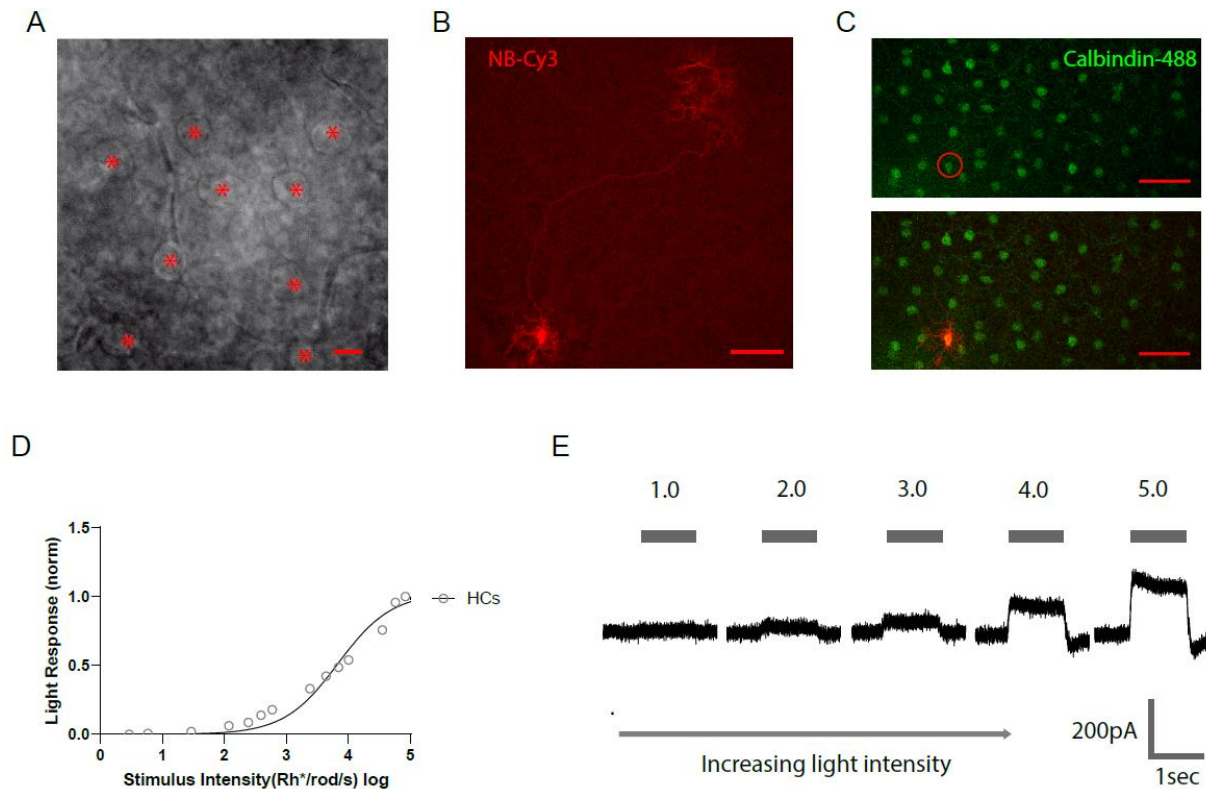 A
B
C
NB-Cy3
Calbindin-488
*
*
*
*
*
*
*
*
*
D
E
1.5
1.0
0.5
0.0
Light Response (norm)
0 1 2 3 4 5
Stimulus Intensity(Rh*/rod/s) log
HCs
1.0 2.0 3.0 4.0 5.0
Increasing light intensity
200pA
1sec